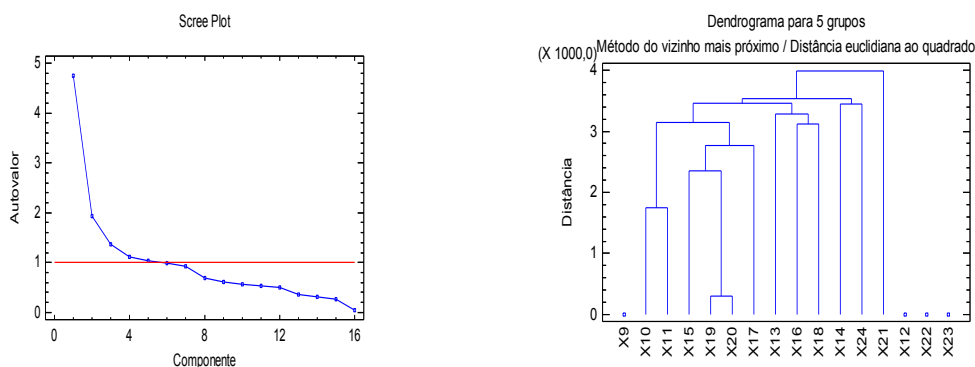 Scree Plot
5
4
3
2
1
0
Autovalor
0 4 8 12 16
Componente
Dendrograma para 5 grupos
Método do vizinho mais próximo / Distância euclidiana ao quadrado
(X 1000,0)
4
3
2
1
0
Distância
X9 X10 X11 X15 X19 X20 X17 X13 X16 X18 X14 X24 X21 X12 X22 X23